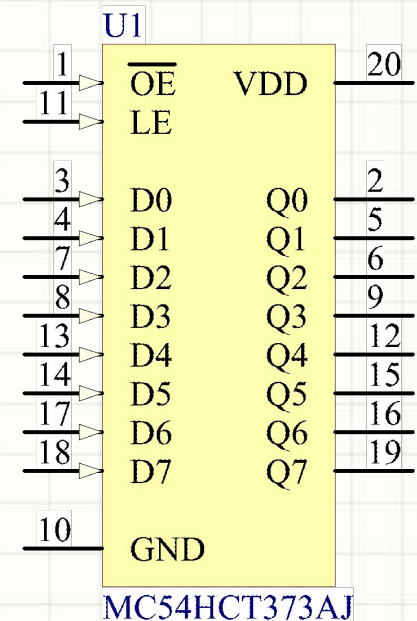 U1
1 OE VDD 20
11 LE
3 D0 Q0 2
4 D1 Q1 5
7 D2 Q2 6
8 D3 Q3 9
13 D4 Q4 12
14 D5 Q5 15
17 D6 Q6 16
18 D7 Q7 19
10 GND
MC54HCT373AJ